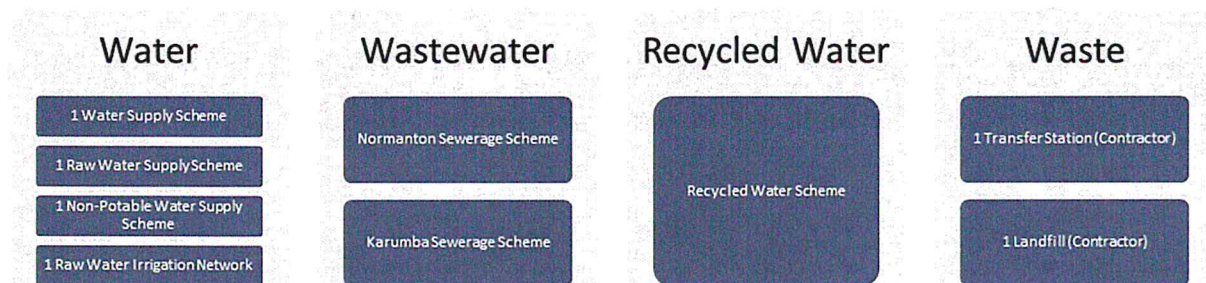 Water
1 Water Supply Scheme
1 Raw Water Supply Scheme
1 Non-Potable Water Supply
Scheme
1 Raw Water Irrigation Network
Wastewater
Normanton Sewerage Scheme
Karumba Sewerage Scheme
Recycled Water
Recycled Water Scheme
Waste
1 Transfer Station (Contractor)
1 Landfill (Contractor)